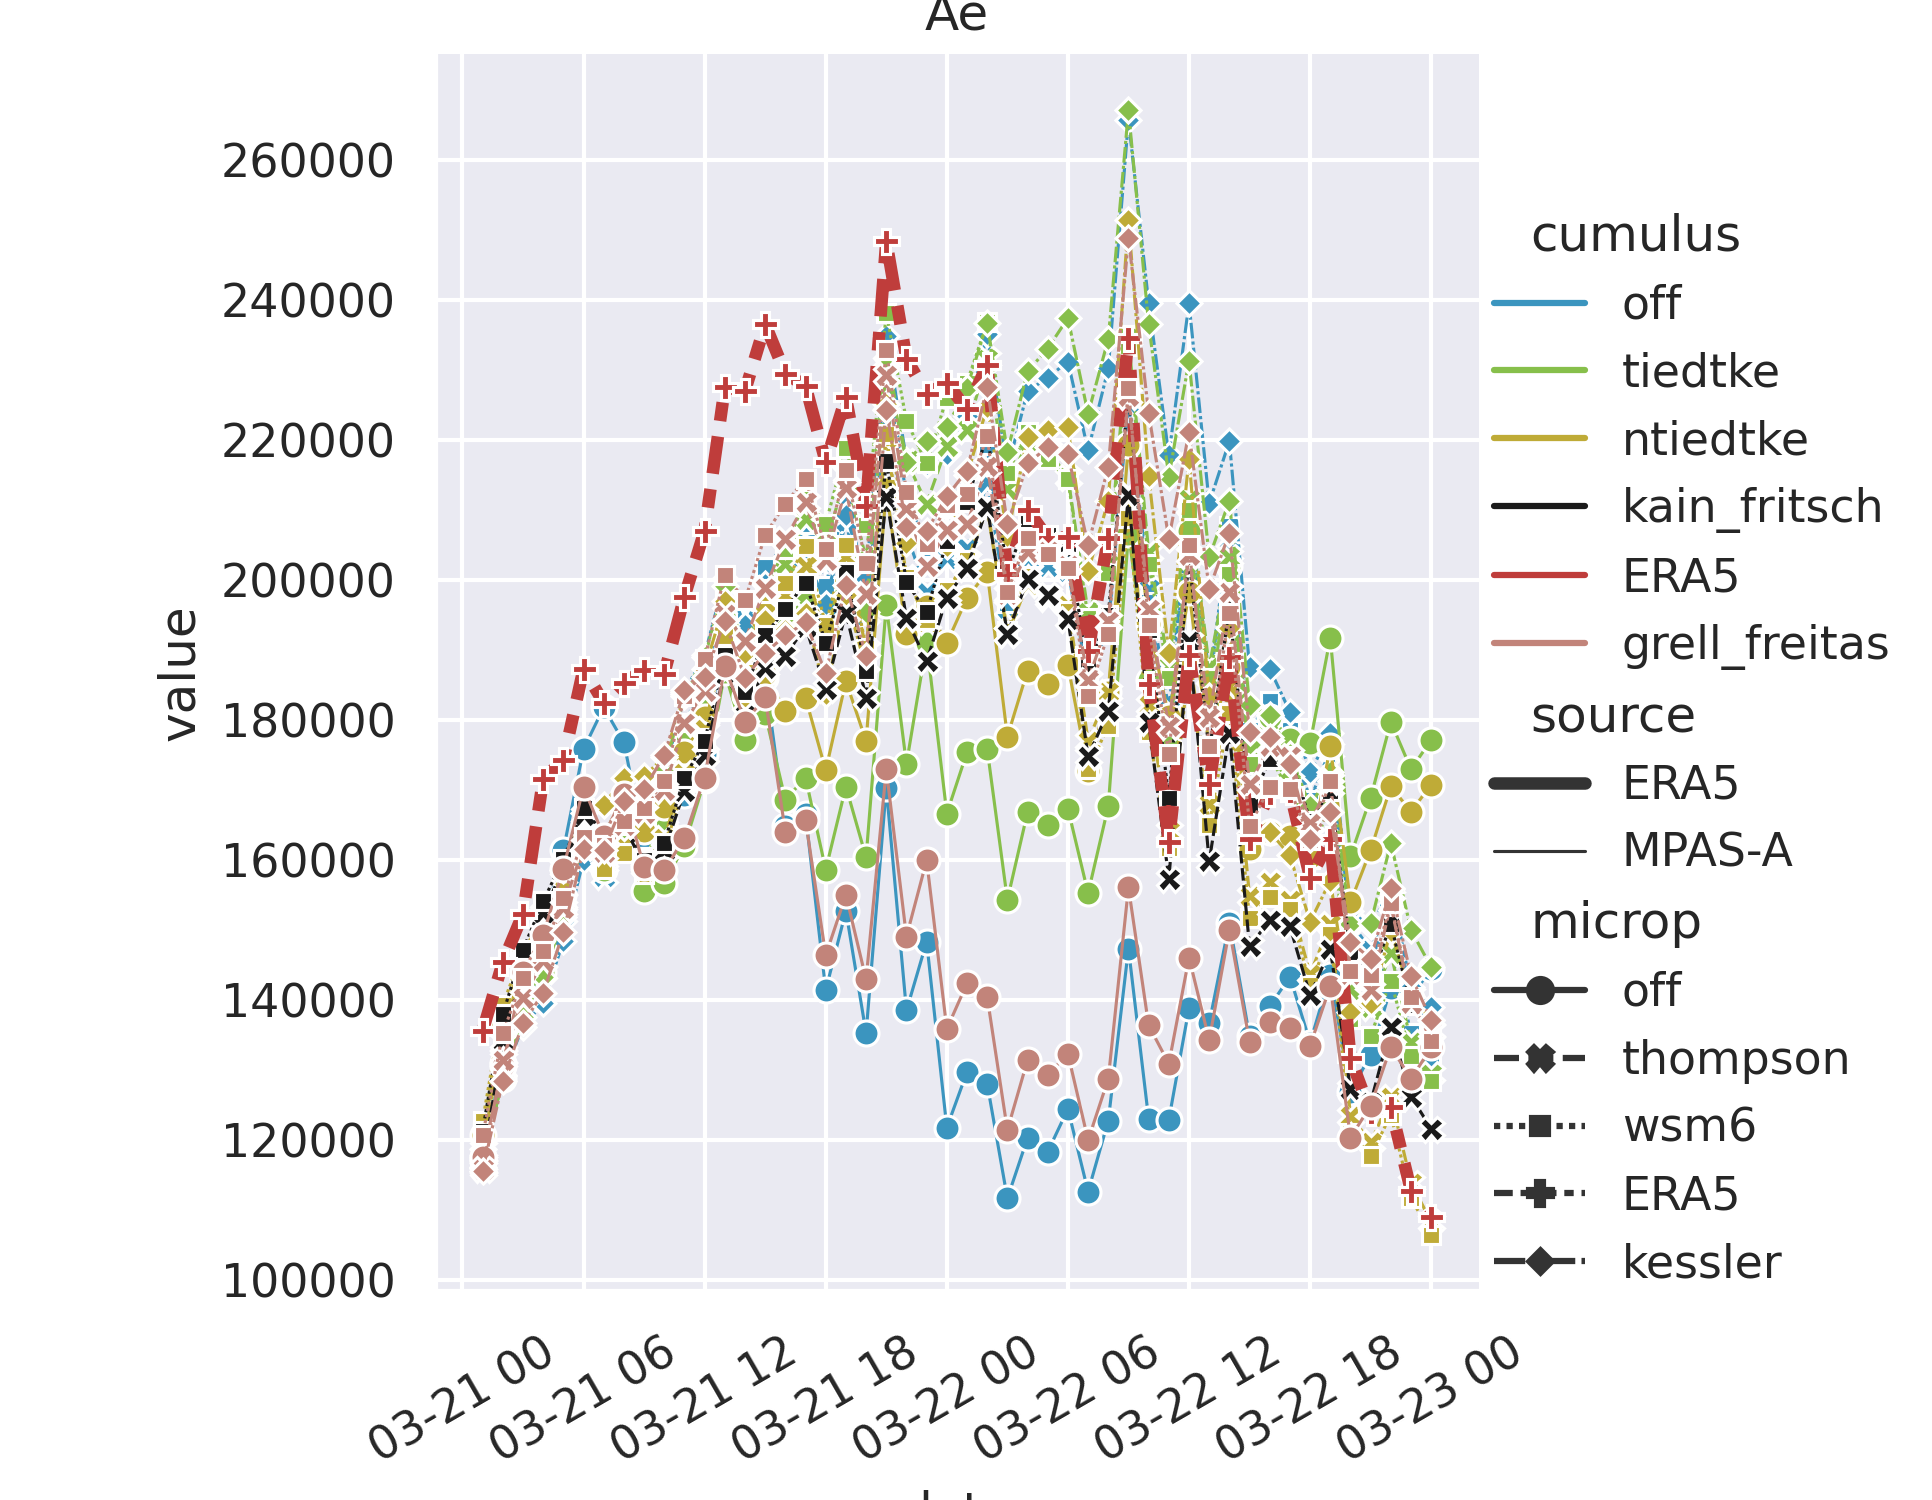 Ae
value
260000
240000
220000
200000
180000
160000
140000
120000
100000
03-21 00
03-21 06
03-21 12
03-21 18
03-22 00
03-22 06
03-22 12
03-22 18
03-23 00
cumulus
off
tiedtke
ntiedtke
kain_fritsch
ERA5
grell_freitas
source
ERA5
MPAS-A
microp
off
thompson
wsm6
ERA5
kessler